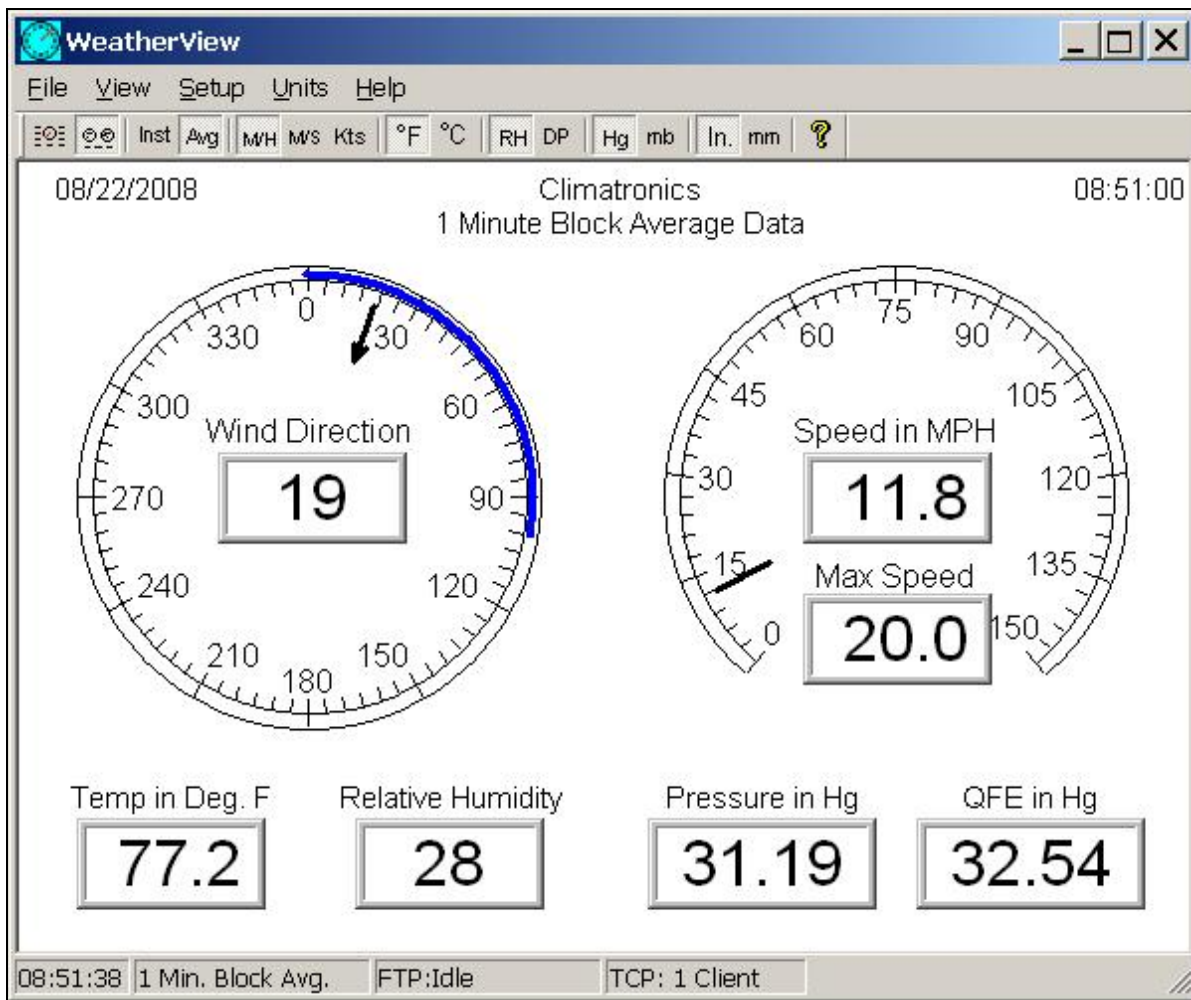 WeatherView
File View Setup Units Help
Inst Avg M/H M/S Kts °F °C RH DP Hg mb In. mm ?
08/22/2008 Climatronics 08:51:00
1 Minute Block Average Data
0
30
60
90
120
150
180
210
240
270
300
330
Wind Direction
19
0
15
30
45
60
75
90
105
120
135
150
Speed in MPH
11.8
Max Speed
20.0
Temp in Deg. F Relative Humidity Pressure in Hg QFE in Hg
77.2 28 31.19 32.54
08:51:38 1 Min. Block Avg. FTP:Idle TCP: 1 Client